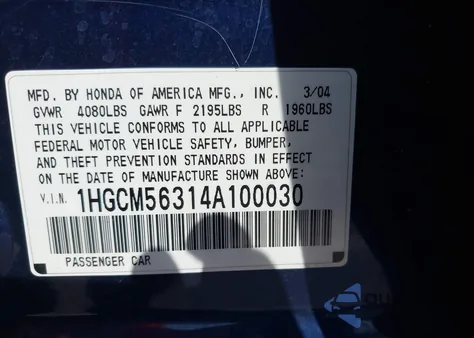 MFD. BY HONDA OF AMERICA MFG., INC. 3/04
GVWR 4080LBS GAWR F 2195LBS R 1960LBS
THIS VEHICLE CONFORMS TO ALL APPLICABLE
FEDERAL MOTOR VEHICLE SAFETY, BUMPER,
AND THEFT PREVENTION STANDARDS IN EFFECT
ON THE DATE OF MANUFACTURE SHOWN ABOVE:
V.I.N. 1HGCM56314A100030
PASSENGER CAR